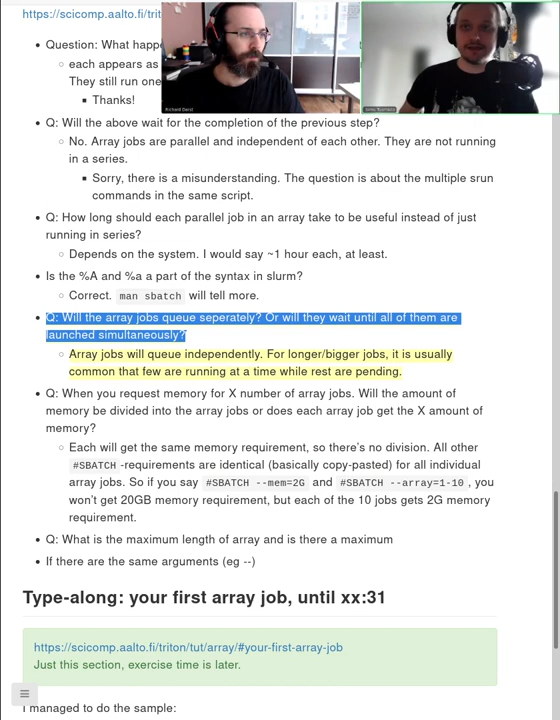 https://scicomp.aalto.fi/trit
Question: What happe
each appears as
They still run one
Thanks!
Q: Will the above wait for the completion of the previous step?
No. Array jobs are parallel and independent of each other. They are not running
in a series.
Sorry, there is a misunderstanding. The question is about the multiple srun
commands in the same script.
Q: How long should each parallel job in an array take to be useful instead of just
running in series?
Depends on the system. I would say ~1 hour each, at least.
Is the %A and %a a part of the syntax in slurm?
Correct. man sbatch will tell more.
Q: Will the array jobs queue seperately? Or will they wait until all of them are
launched simultaneously?
Array jobs will queue independently. For longer/bigger jobs, it is usually
common that few are running at a time while rest are pending.
Q: When you request memory for X number of array jobs. Will the amount of
memory be divided into the array jobs or does each array job get the X amount of
memory?
Each will get the same memory requirement, so there's no division. All other
#SBATCH -requirements are identical (basically copy-pasted) for all individual
array jobs. So if you say #SBATCH --mem=2G and #SBATCH --array=1-10 , you
won't get 20GB memory requirement, but each of the 10 jobs gets 2G memory
requirement.
Q: What is the maximum length of array and is there a maximum
If there are the same arguments (eg --)
Type-along: your first array job, until xx:31
https://scicomp.aalto.fi/triton/tut/array/#your-first-array-job
Just this section, exercise time is later.
I managed to do the sample: